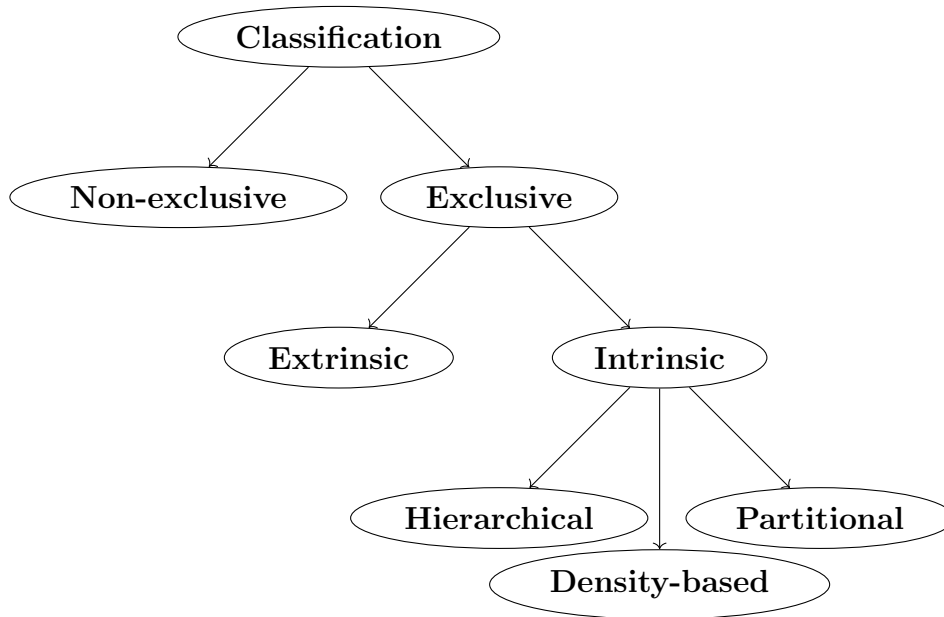 Classification
Non-exclusive
Exclusive
Extrinsic
Intrinsic
Hierarchical
Partitional
Density-based